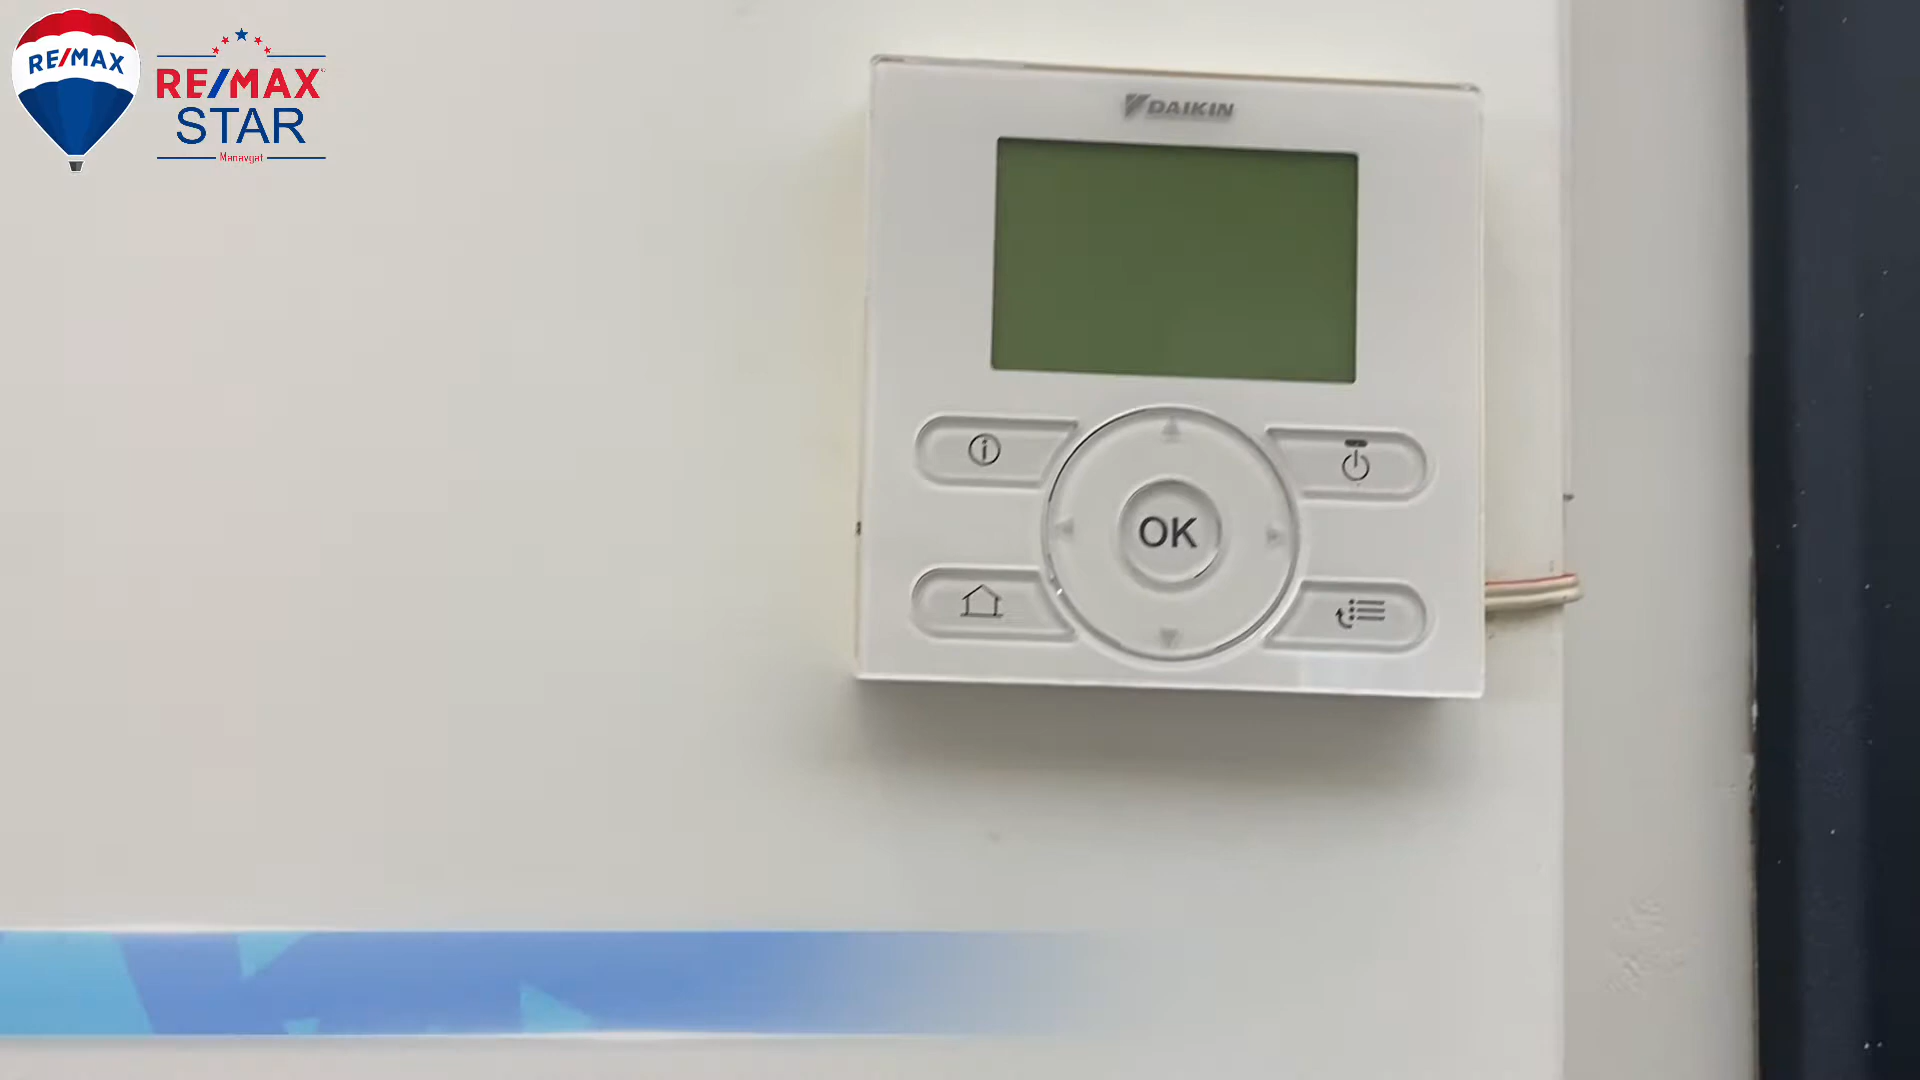 RE/MAX
RE/MAX
STAR
Manavgat
DAIKIN
OK